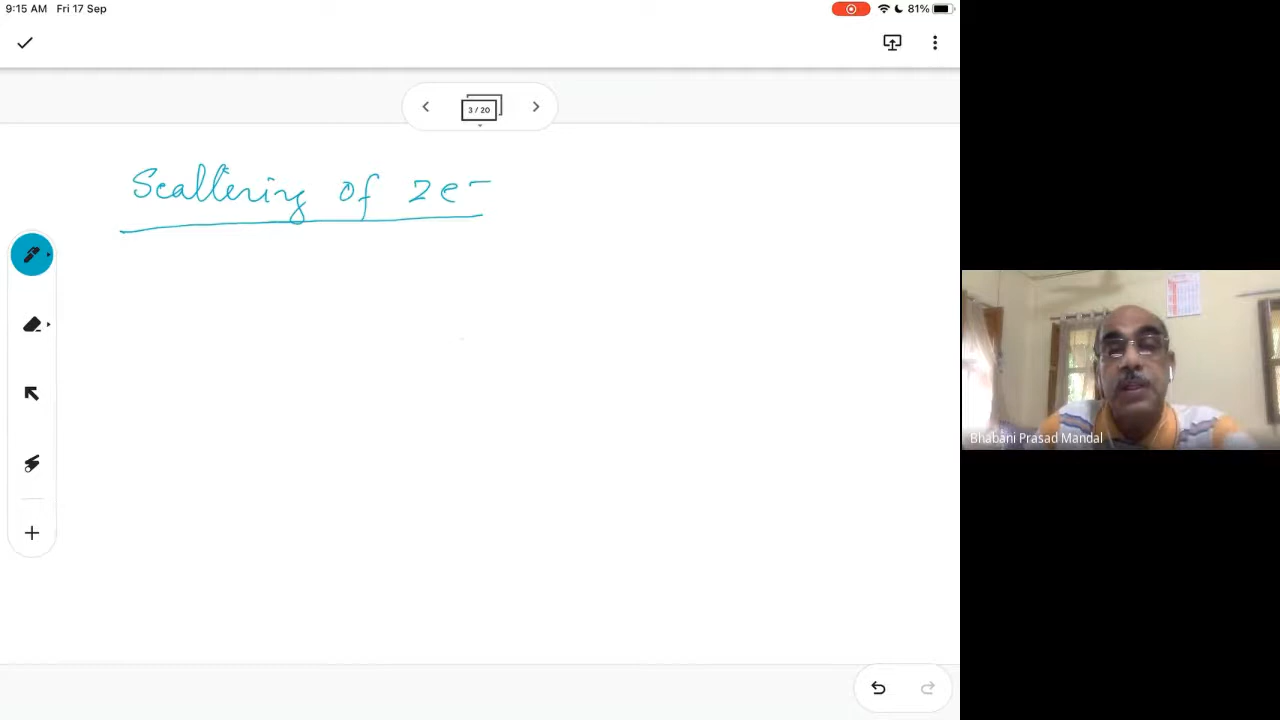 9:15 AM Fri 17 Sep
81%
3 / 20
Scattering of 2e⁻
Bhabani Prasad Mandal